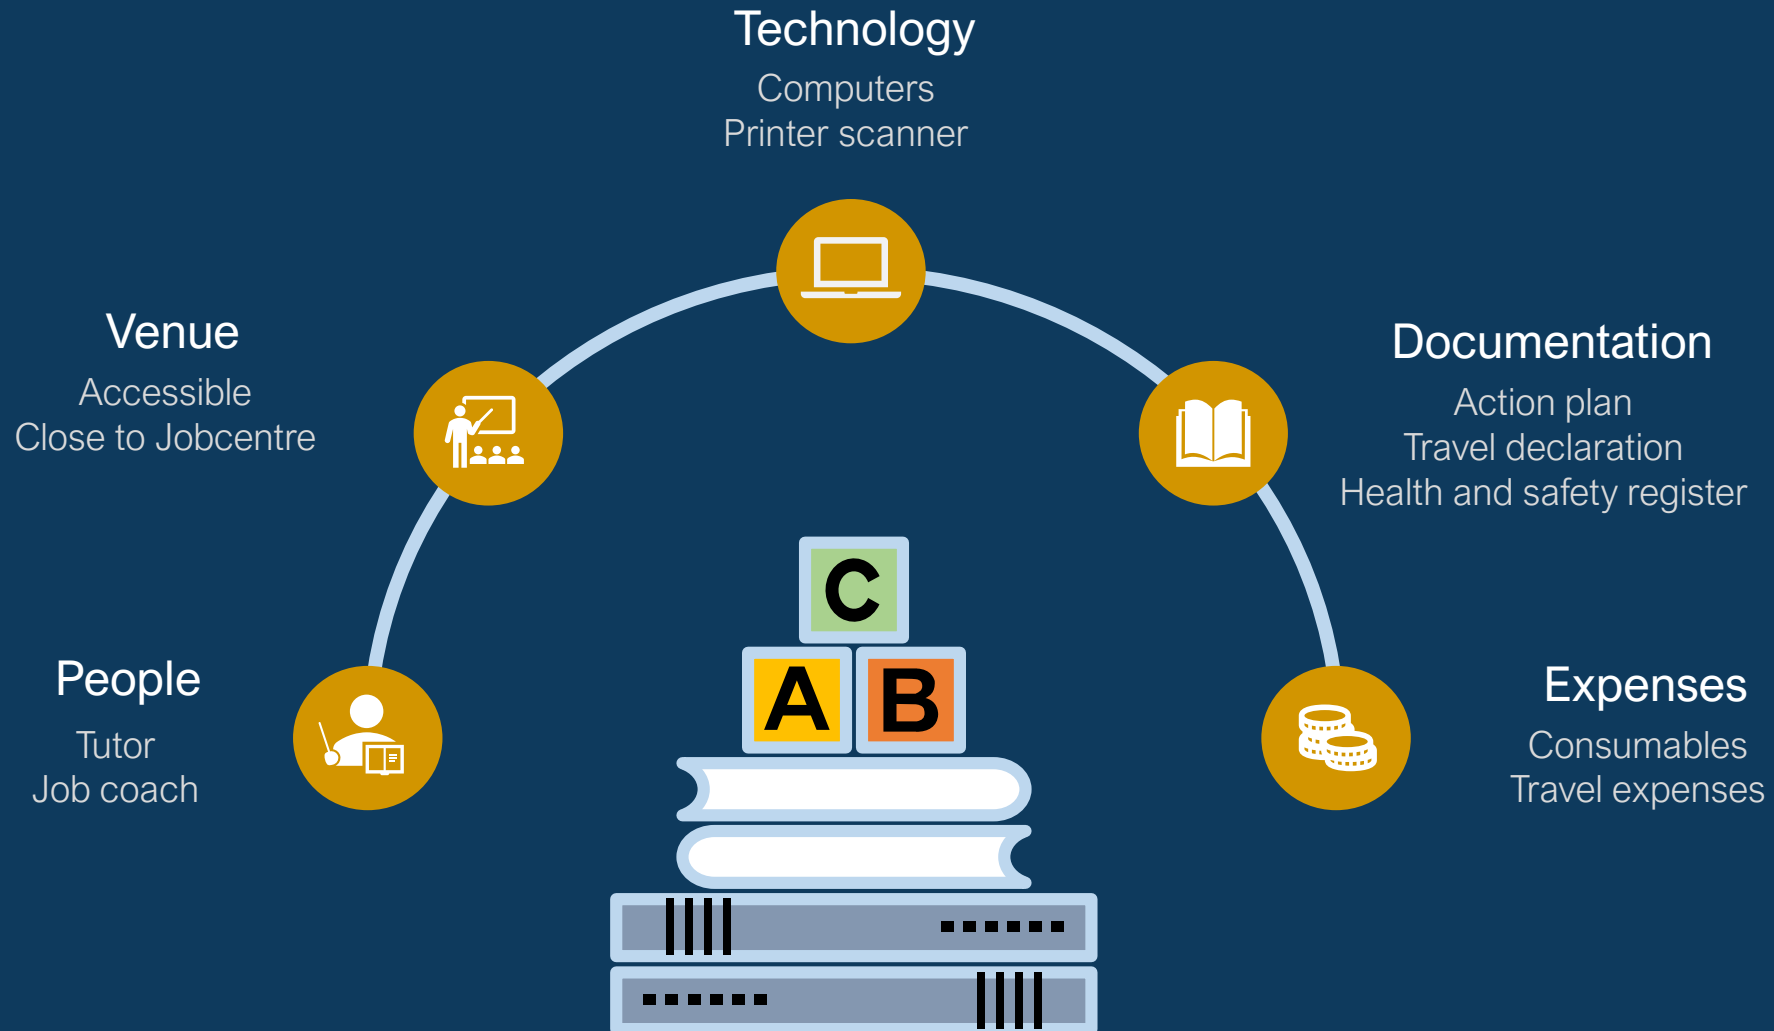 Technology
Computers
Printer scanner
Venue
Accessible
Close to Jobcentre
Documentation
Action plan
Travel declaration
Health and safety register
People
Tutor
Job coach
Expenses
Consumables
Travel expenses
C
A B